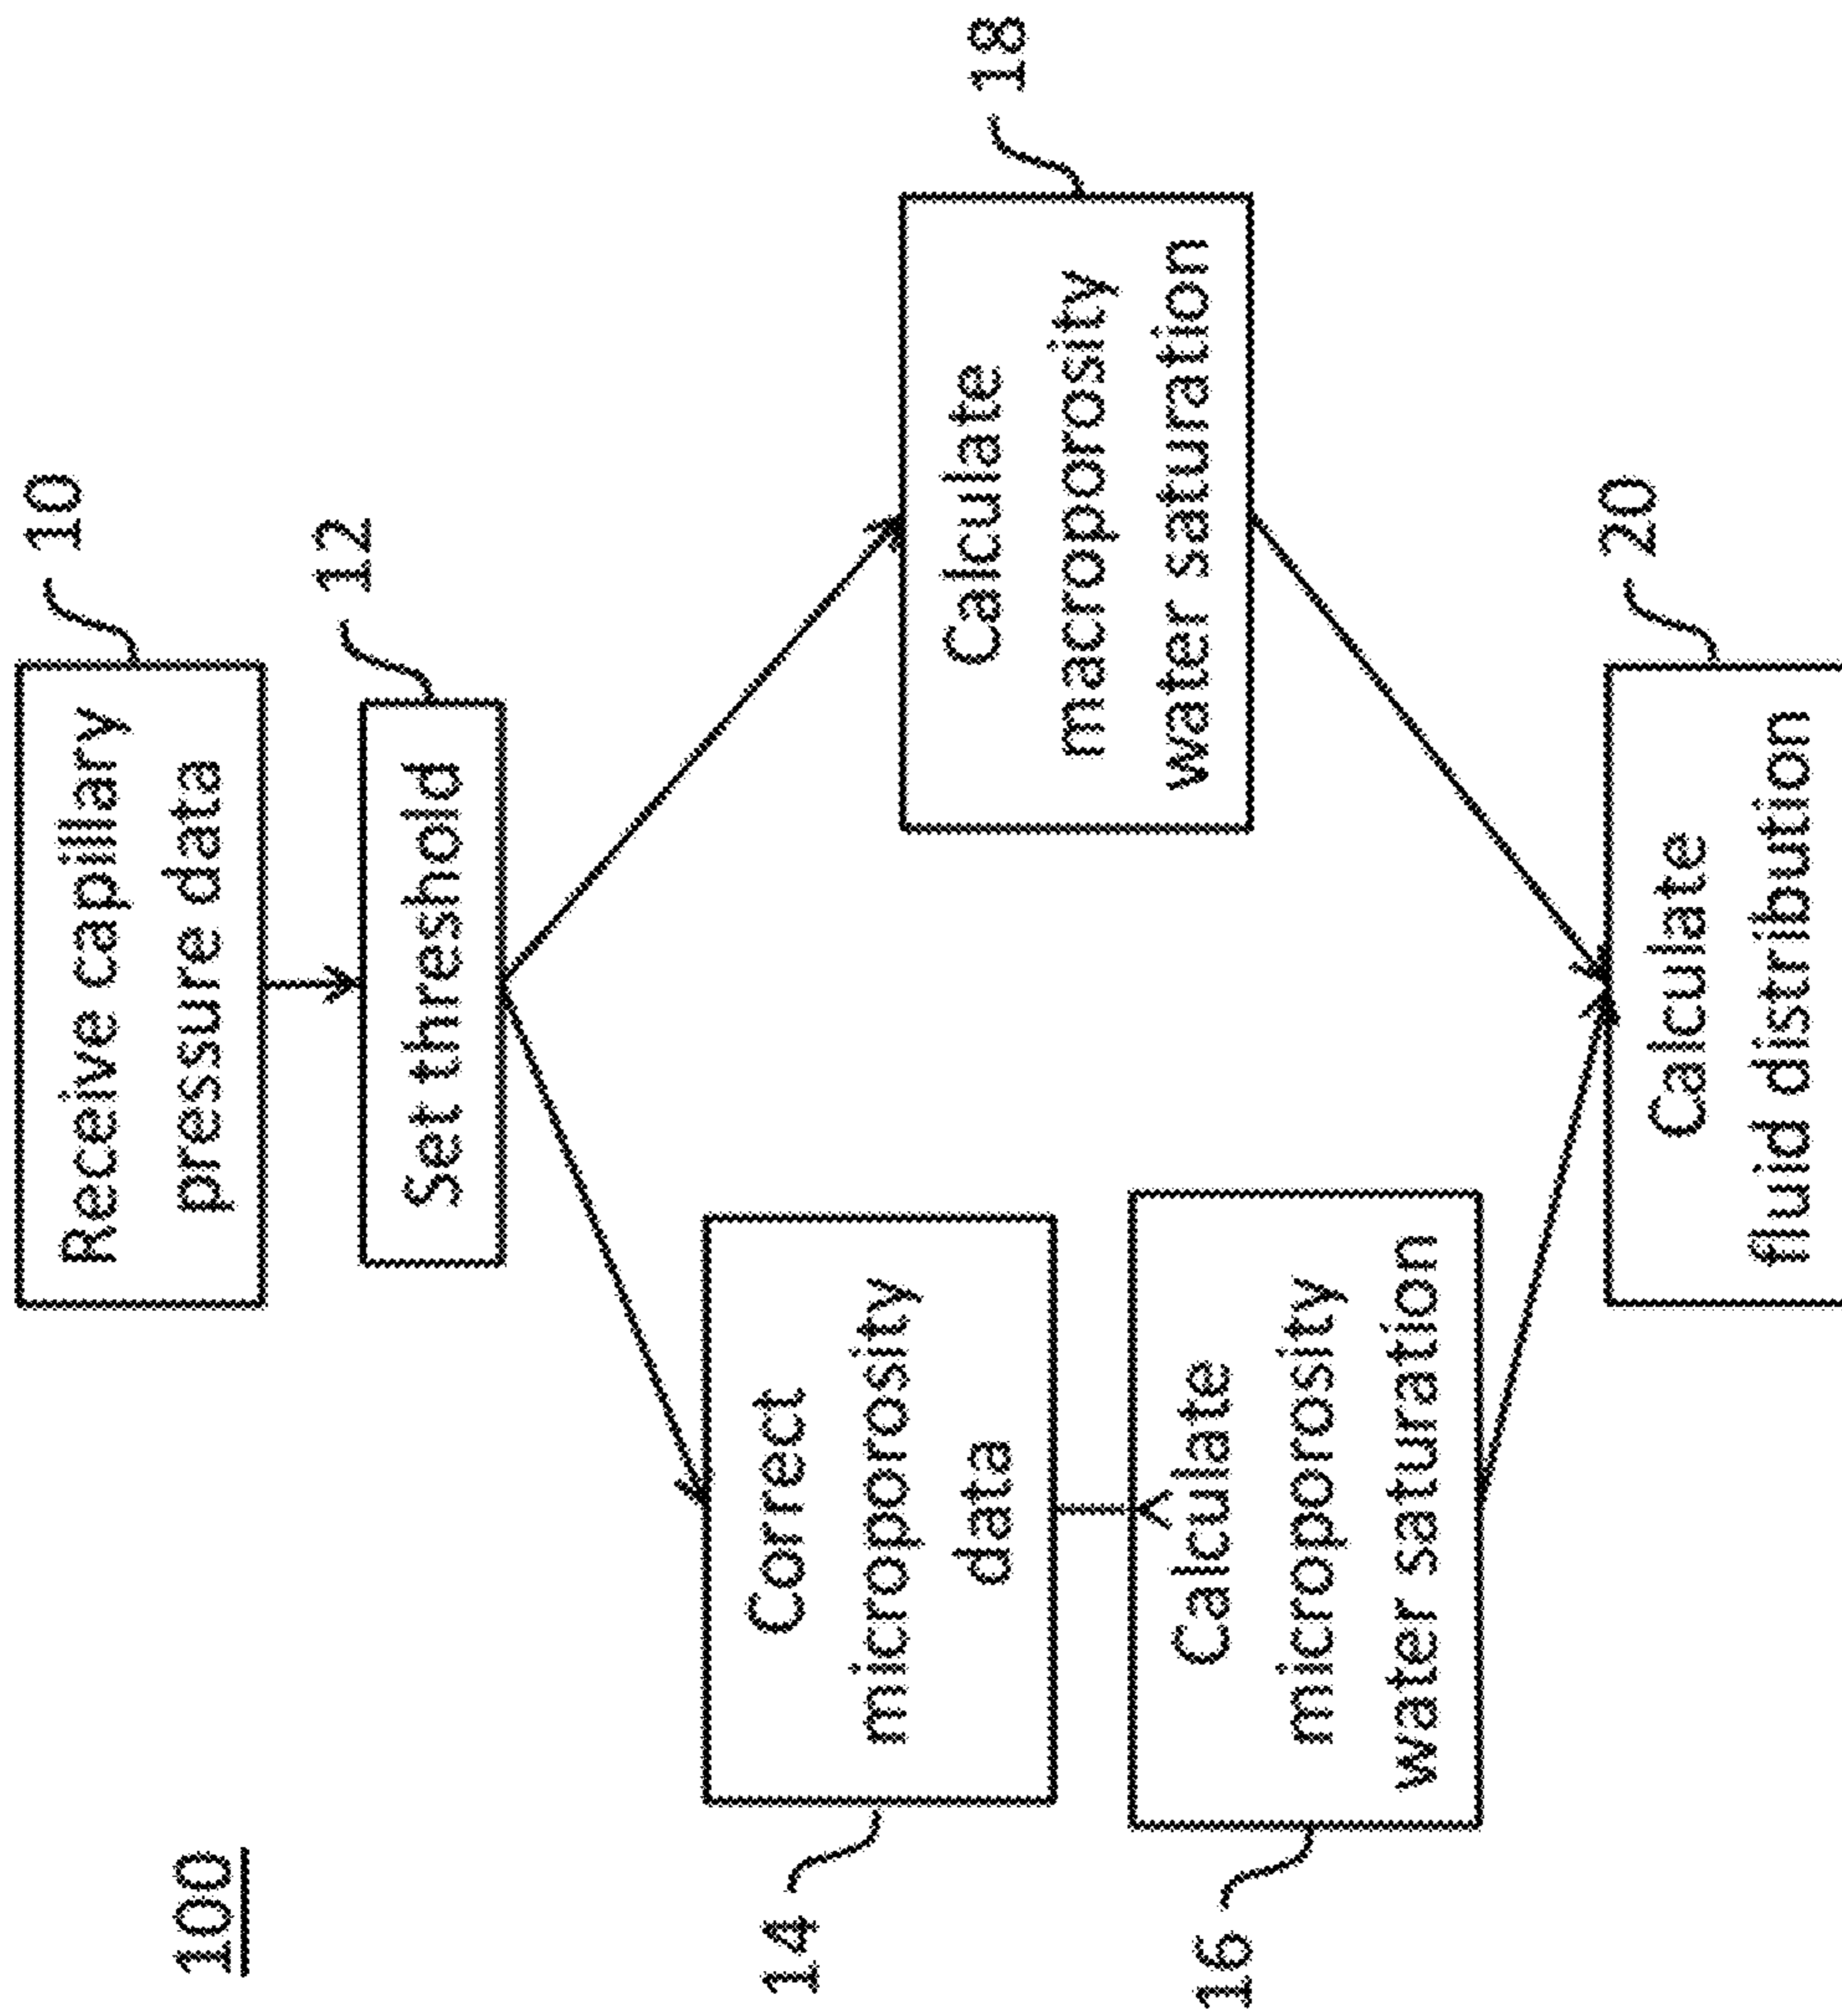 100
10
Receive capillary
pressure data
12
Set threshold
14
Correct
microporosity
data
16
Calculate
microporosity
water saturation
18
Calculate
macroporosity
water saturation
20
Calculate
fluid distribution